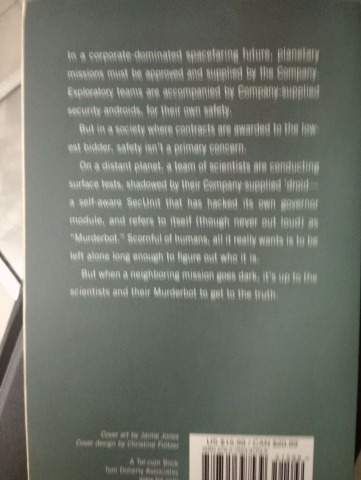 In a corporate-dominated spacefaring future, planetary
missions must be approved and supplied by the Company.
Exploratory teams are accompanied by Company-supplied
security androids, for their own safety.
But in a society where contracts are awarded to the low-
est bidder, safety isn't a primary concern.
On a distant planet, a team of scientists are conducting
surface tests, shadowed by their Company-supplied 'droid—
a self-aware SecUnit that has hacked its own governor
module, and refers to itself (though never out loud) as
"Murderbot." Scornful of humans, all it really wants is to be
left alone long enough to figure out who it is.
But when a neighboring mission goes dark, it's up to the
scientists and their Murderbot to get to the truth.
Cover art by Jaime Jones
Cover design by Christine Foltzer
A Tor.com Book
Tom Doherty Associates
www.tor.com
US $16.99 / CAN